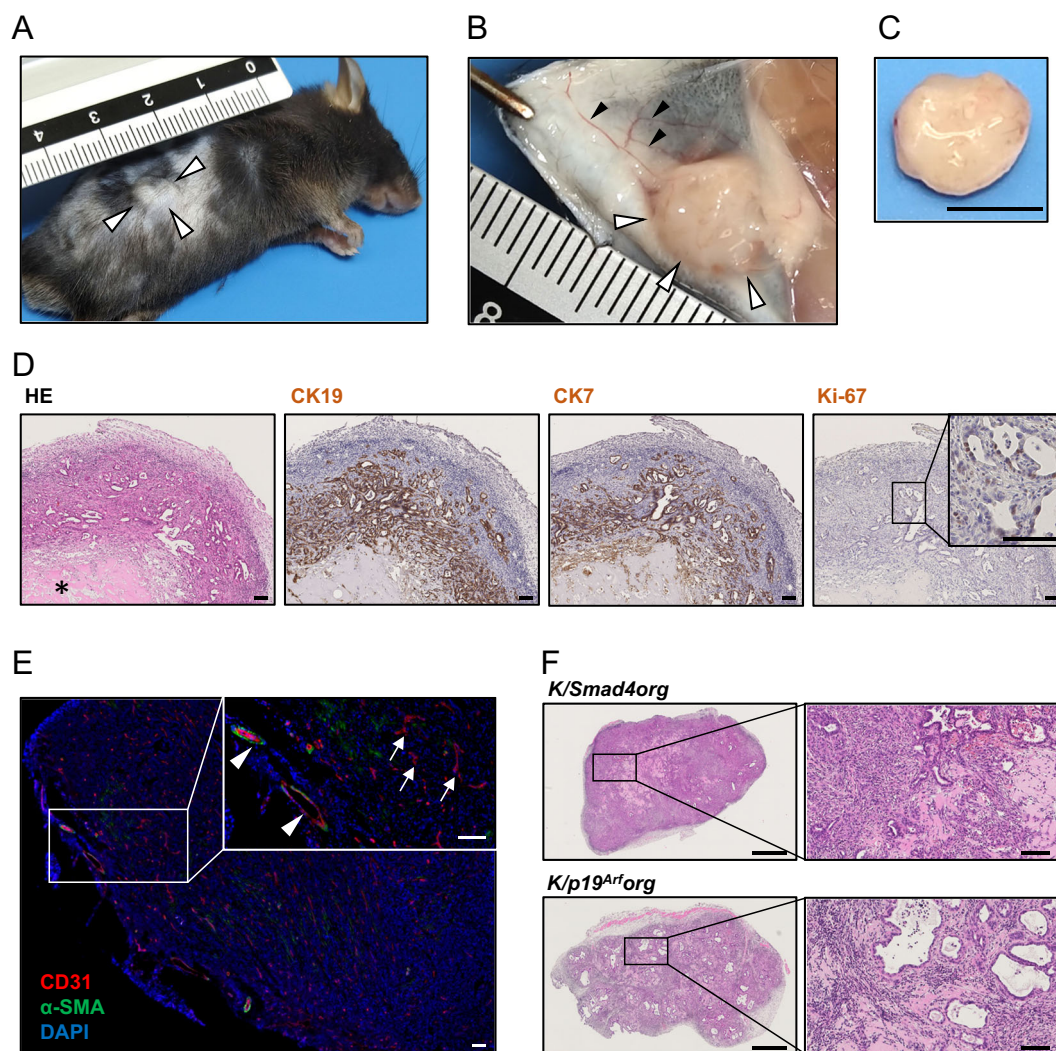 A
B
C
0
1
2
3
4
8
D
HE
CK19
CK7
Ki-67
*
E
F
K/Smad4org
CD31
α-SMA
DAPI
K/p19Arforg